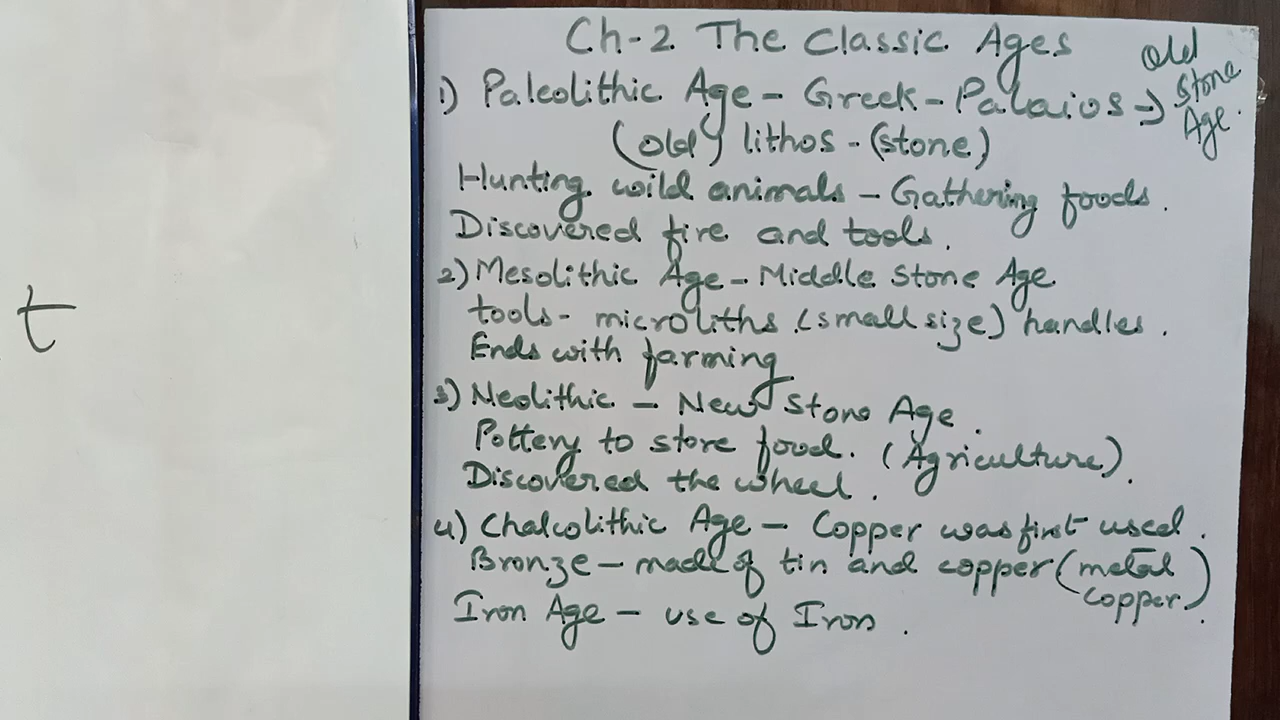 t
Ch-2 The Classic Ages
1) Paleolithic Age - Greek - Palaios → Old Stone Age.
(old) lithos - (stone)
Hunting wild animals - Gathering foods.
Discovered fire and tools.
2) Mesolithic Age - Middle Stone Age
tools - microliths (small size) handles.
Ends with farming
3) Neolithic - New Stone Age.
Pottery to store food. (Agriculture)
Discovered the wheel.
4) Chalcolithic Age - Copper was first used.
Bronze - made of tin and copper (metal copper)
Iron Age - use of Iron.